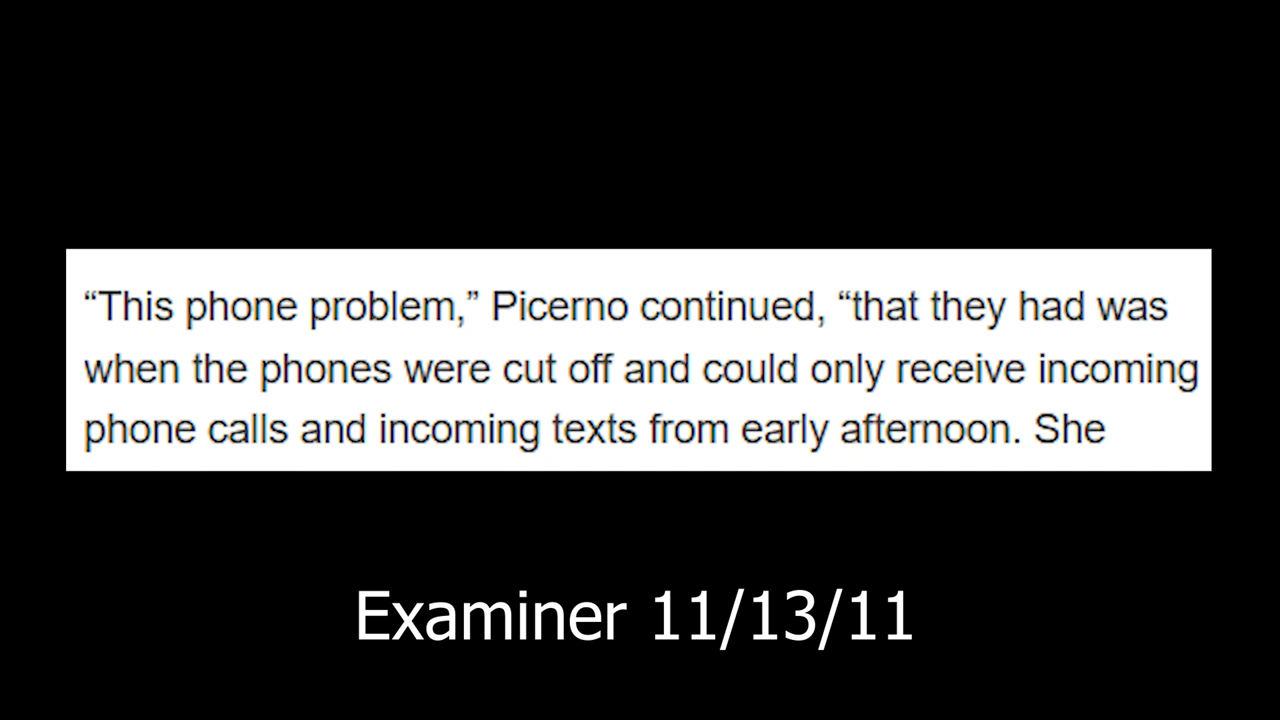 “This phone problem,” Picerno continued, “that they had was
when the phones were cut off and could only receive incoming
phone calls and incoming texts from early afternoon. She
Examiner 11/13/11